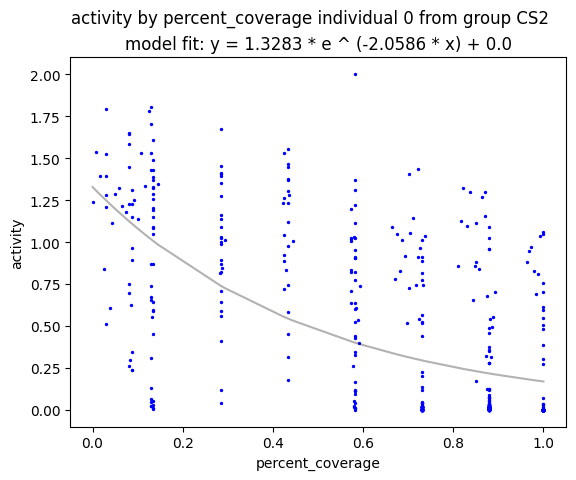 activity by percent_coverage individual 0 from group CS2
model fit: y = 1.3283 * e ^ (-2.0586 * x) + 0.0
2.00
1.75
1.50
1.25
1.00
0.75
0.50
0.25
0.00
activity
0.0 0.2 0.4 0.6 0.8 1.0
percent_coverage